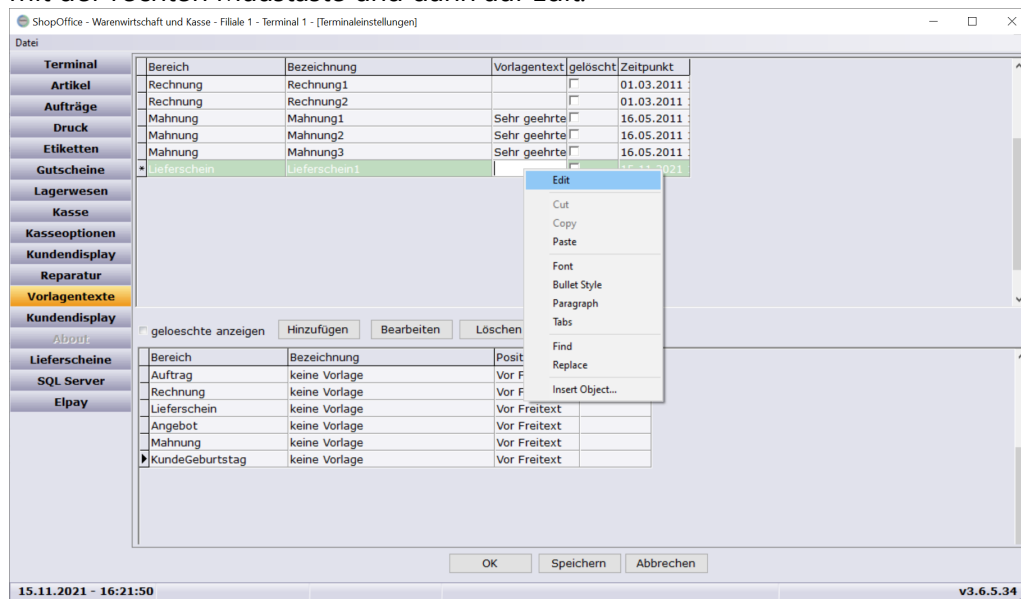 mit der rechten Maustaste und dann auf Edit.
ShopOffice - Warenwirtschaft und Kasse - Filiale 1 - Terminal 1 - [Terminaleinstellungen]
Datei
Terminal
Artikel
Aufträge
Druck
Etiketten
Gutscheine
Lagerwesen
Kasse
Kasseoptionen
Kundendisplay
Reparatur
Vorlagentexte
Kundendisplay
About
Lieferscheine
SQL Server
Elpay
Bereich Bezeichnung Vorlagentext gelöscht Zeitpunkt
Rechnung Rechnung1 01.03.2011
Rechnung Rechnung2 01.03.2011
Mahnung Mahnung1 Sehr geehrte 16.05.2011
Mahnung Mahnung2 Sehr geehrte 16.05.2011
Mahnung Mahnung3 Sehr geehrte 16.05.2011
* Lieferschein Lieferschein1 15.11.2021
Edit
Cut
Copy
Paste
Font
Bullet Style
Paragraph
Tabs
Find
Replace
Insert Object...
geloeschte anzeigen Hinzufügen Bearbeiten Löschen
Bereich Bezeichnung Posit
Auftrag keine Vorlage Vor F
Rechnung keine Vorlage Vor F
Lieferschein keine Vorlage Vor Freitext
Angebot keine Vorlage Vor Freitext
Mahnung keine Vorlage Vor Freitext
KundeGeburtstag keine Vorlage Vor Freitext
OK Speichern Abbrechen
15.11.2021 - 16:21:50 v3.6.5.34